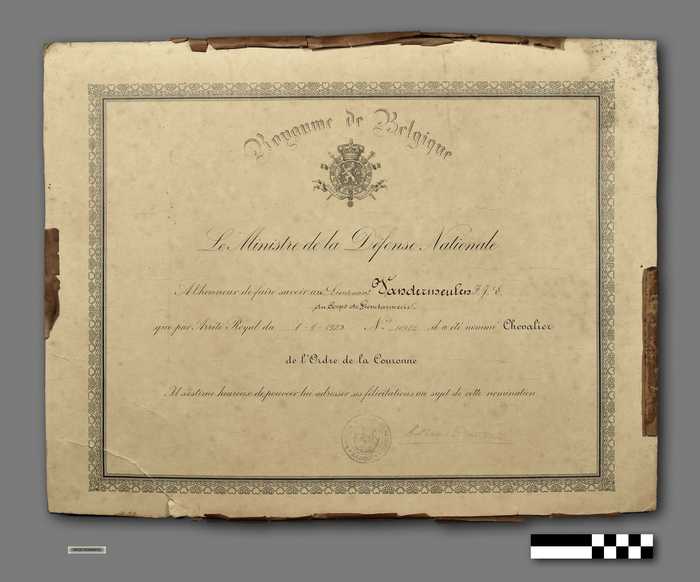 Royaume de Belgique
Le Ministre de la Défense Nationale
A l'honneur de faire savoir au Lieutenant Vandermeulen F.J.E.
du Corps de Gendarmerie
que par Arrêté Royal du N° il a été nommé Chevalier
de l'Ordre de la Couronne
Il s'estime heureux de pouvoir lui adresser ses félicitations au sujet de cette nomination